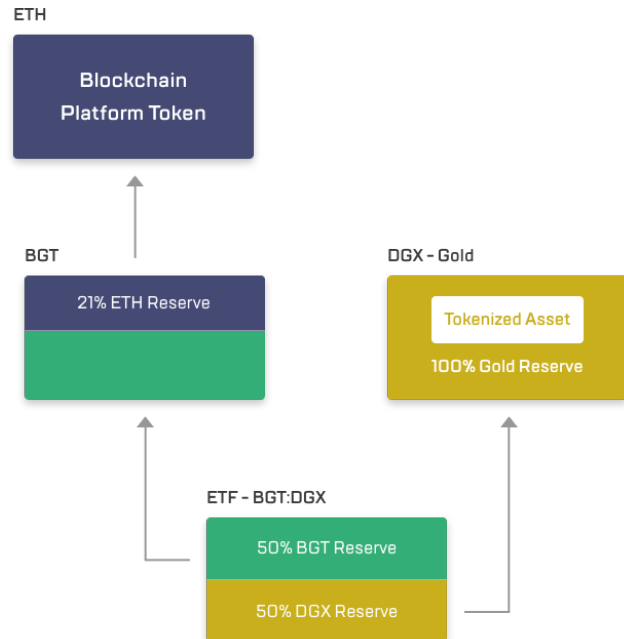 ETH
Blockchain
Platform Token
BGT
21% ETH Reserve
DGX - Gold
Tokenized Asset
100% Gold Reserve
ETF - BGT:DGX
50% BGT Reserve
50% DGX Reserve